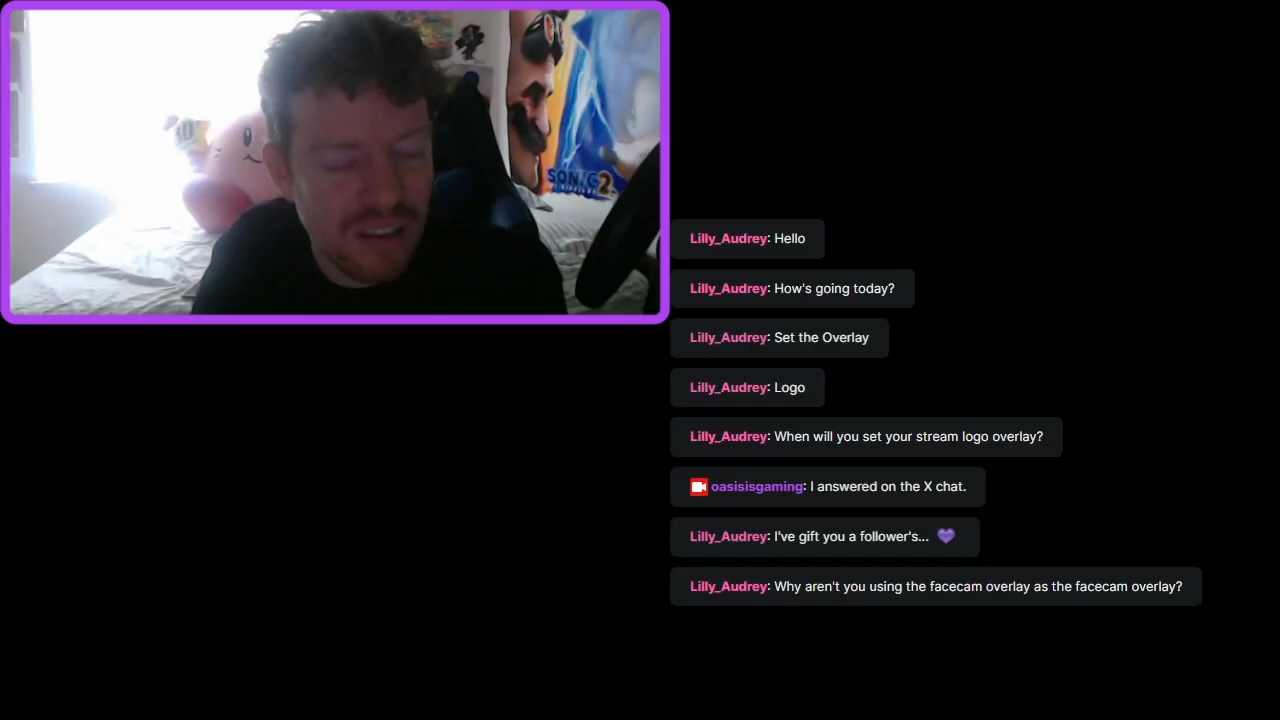 SONIC 2
Lilly_Audrey: Hello
Lilly_Audrey: How's going today?
Lilly_Audrey: Set the Overlay
Lilly_Audrey: Logo
Lilly_Audrey: When will you set your stream logo overlay?
oasisisgaming: I answered on the X chat.
Lilly_Audrey: I've gift you a follower's... 💜
Lilly_Audrey: Why aren't you using the facecam overlay as the facecam overlay?